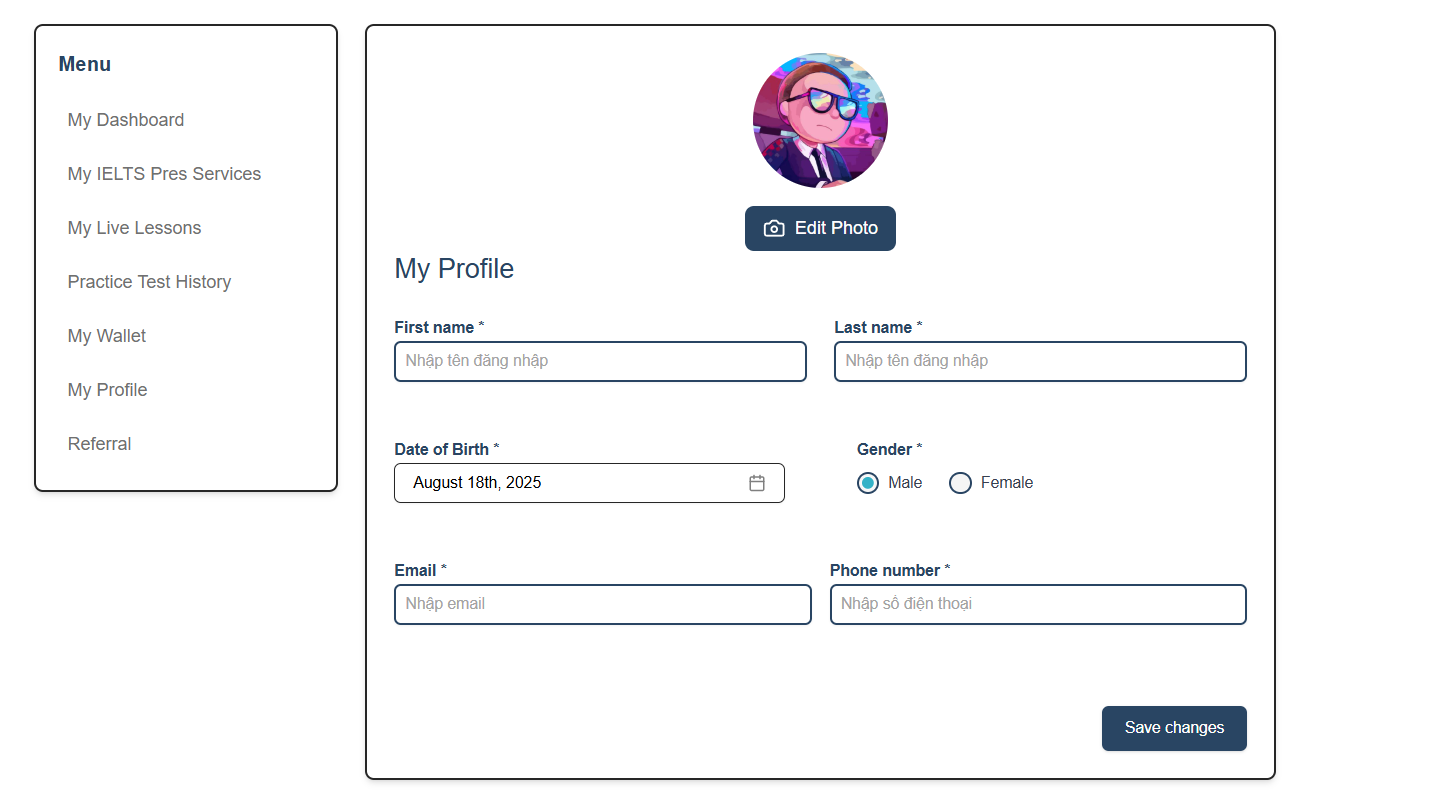 Menu
My Dashboard
My IELTS Pres Services
My Live Lessons
Practice Test History
My Wallet
My Profile
Referral
Edit Photo
My Profile
First name *
Last name *
Nhập tên đăng nhập
Nhập tên đăng nhập
Date of Birth *
Gender *
August 18th, 2025
Male
Female
Email *
Phone number *
Nhập email
Nhập số điện thoại
Save changes